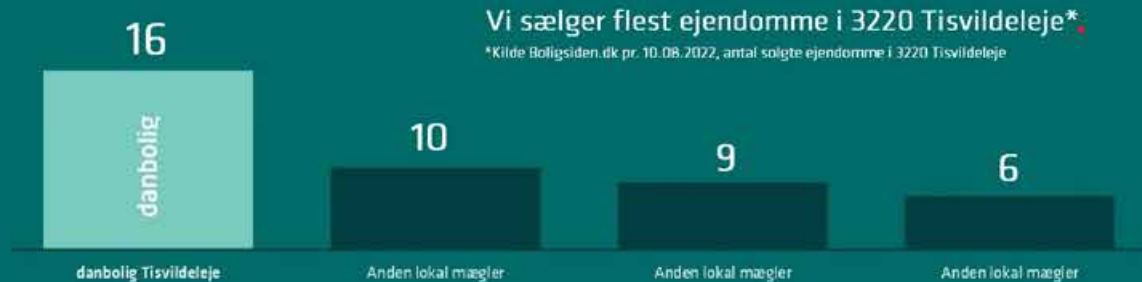 Vi sælger flest ejendomme i 3220 Tisvildeleje*.
*Kilde Boligsiden.dk pr. 10.08.2022, antal solgte ejendomme i 3220 Tisvildeleje
16
10
9
6
danbolig
danbolig Tisvildeleje
Anden lokal mægler
Anden lokal mægler
Anden lokal mægler